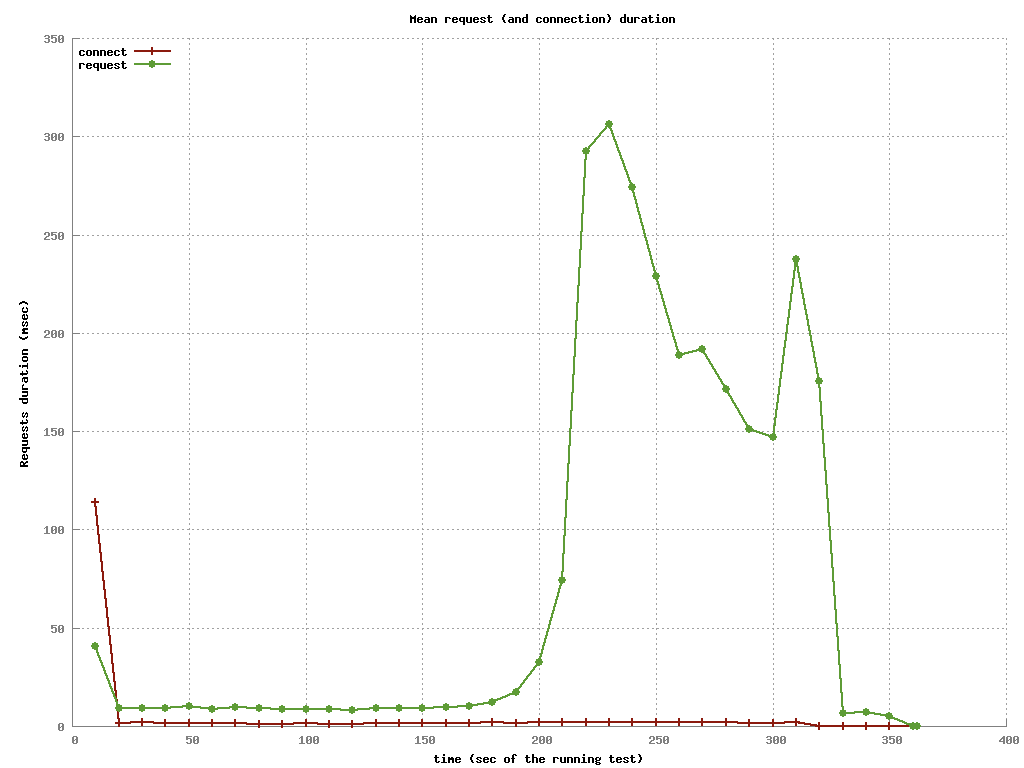 Mean request (and connection) duration
350
connect
request
300
250
200
150
100
50
0
Requests duration (msec)
0 50 100 150 200 250 300 350 400
time (sec of the running test)